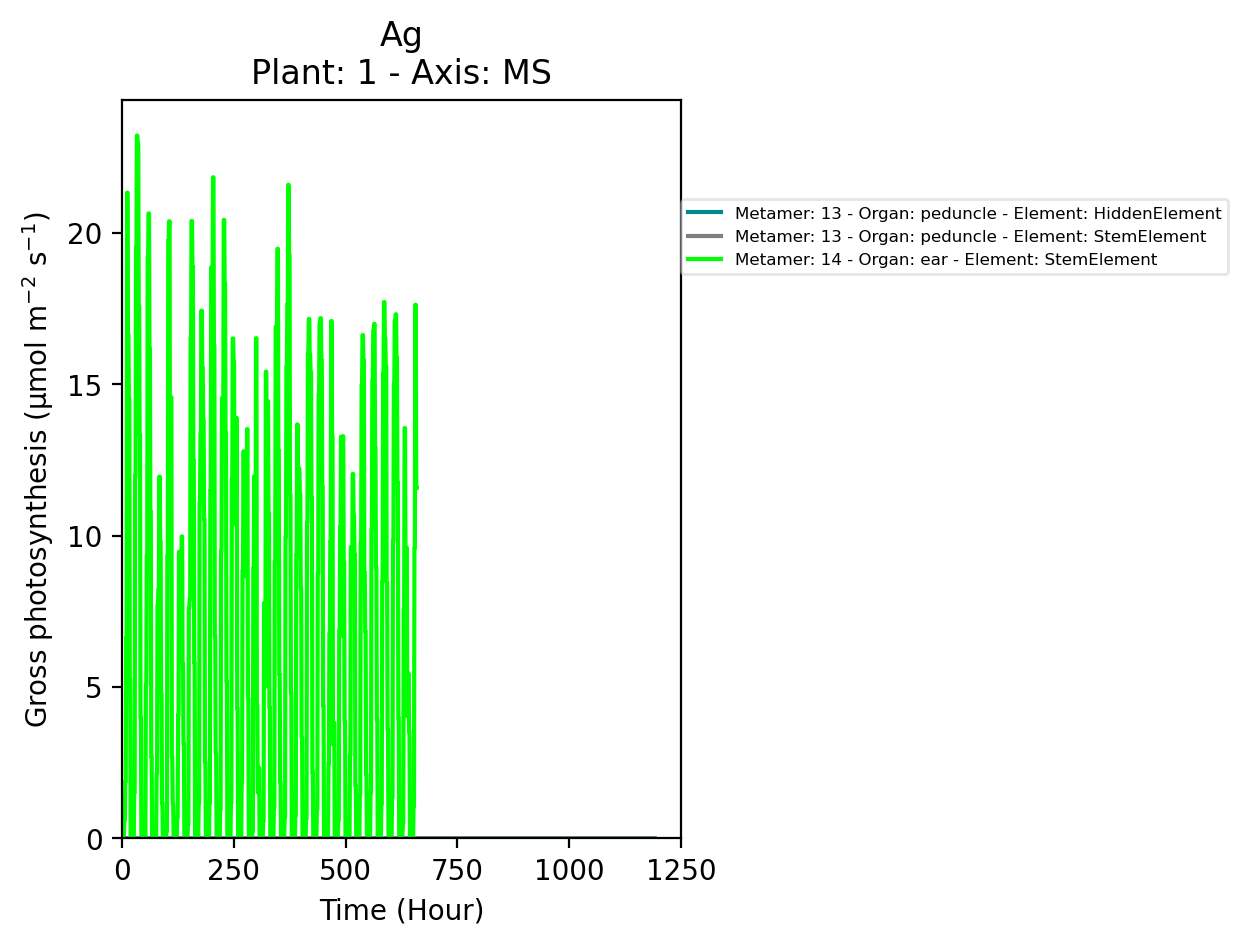 Ag
Plant: 1 - Axis: MS
Gross photosynthesis (µmol m⁻² s⁻¹)
20
15
10
5
0
0 250 500 750 1000 1250
Time (Hour)
Metamer: 13 - Organ: peduncle - Element: HiddenElement
Metamer: 13 - Organ: peduncle - Element: StemElement
Metamer: 14 - Organ: ear - Element: StemElement